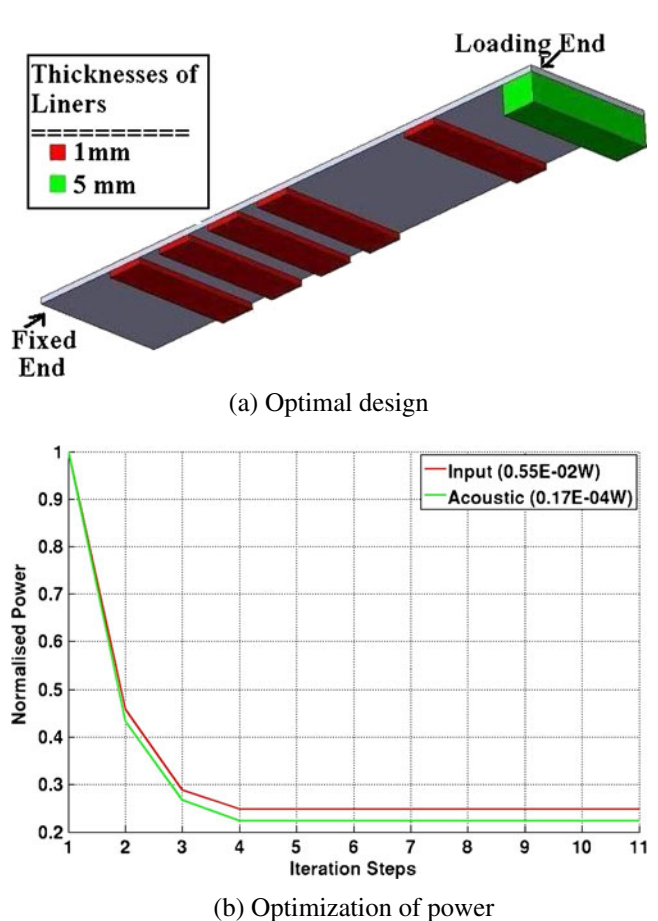 Loading End
Thicknesses of
Liners
==========
1mm
5 mm
Fixed
End
(a) Optimal design
1
0.9
0.8
0.7
0.6
0.5
0.4
0.3
0.2
Normalised Power
Input (0.55E-02W)
Acoustic (0.17E-04W)
1 2 3 4 5 6 7 8 9 10 11
Iteration Steps
(b) Optimization of power